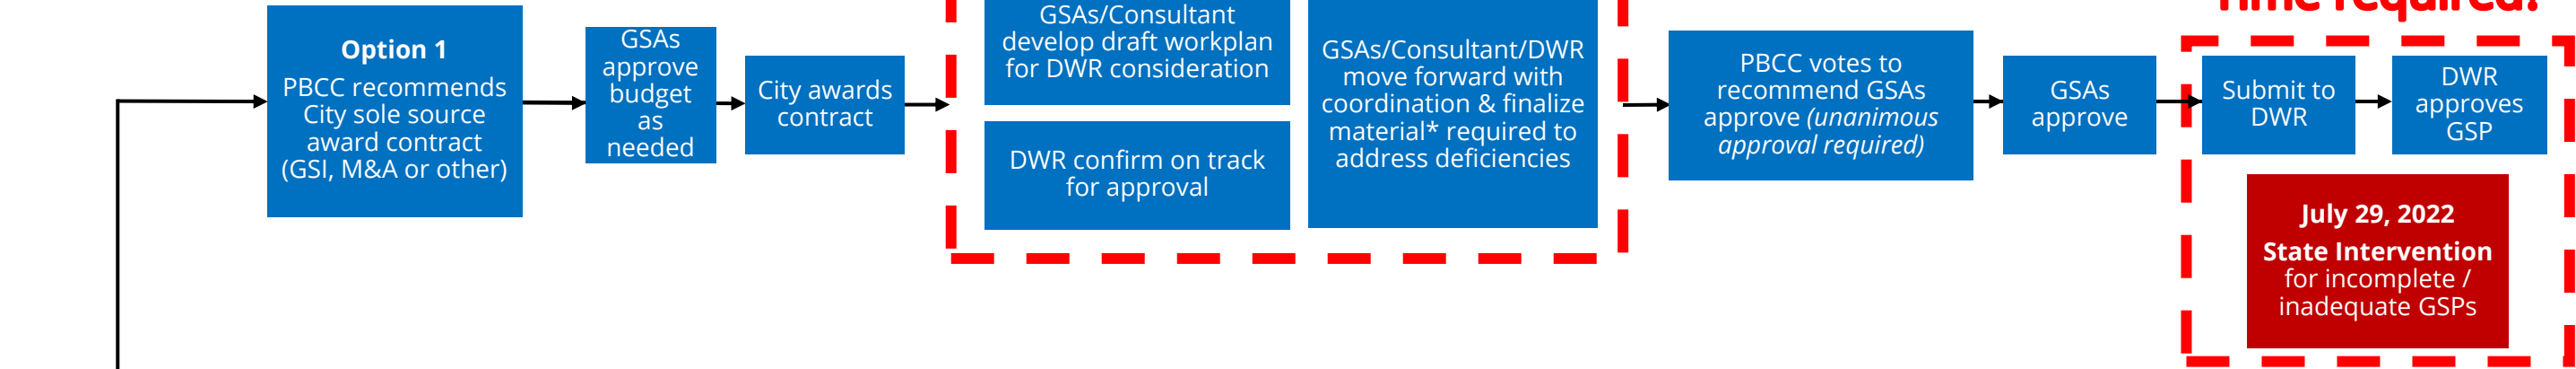 Time required?
Option 1
PBCC recommends
City sole source
award contract
(GSI, M&A or other)
GSAs
approve
budget
as
needed
City awards
contract
GSAs/Consultant
develop draft workplan
for DWR consideration
DWR confirm on track
for approval
GSAs/Consultant/DWR
move forward with
coordination & finalize
material* required to
address deficiencies
PBCC votes to
recommend GSAs
approve (unanimous
approval required)
GSAs
approve
Submit to
DWR
DWR
approves
GSP
July 29, 2022
State Intervention
for incomplete /
inadequate GSPs